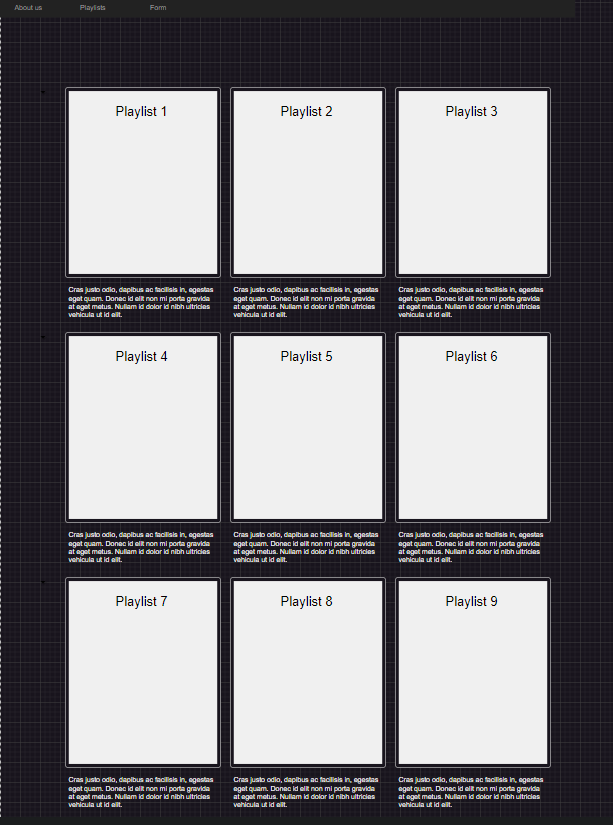 About us Playlists Form
Playlist 1 Playlist 2 Playlist 3
Cras justo odio, dapibus ac facilisis in, egestas
eget quam. Donec id elit non mi porta gravida
at eget metus. Nullam id dolor id nibh ultricies
vehicula ut id elit.
Cras justo odio, dapibus ac facilisis in, egestas
eget quam. Donec id elit non mi porta gravida
at eget metus. Nullam id dolor id nibh ultricies
vehicula ut id elit.
Cras justo odio, dapibus ac facilisis in, egestas
eget quam. Donec id elit non mi porta gravida
at eget metus. Nullam id dolor id nibh ultricies
vehicula ut id elit.
Playlist 4 Playlist 5 Playlist 6
Cras justo odio, dapibus ac facilisis in, egestas
eget quam. Donec id elit non mi porta gravida
at eget metus. Nullam id dolor id nibh ultricies
vehicula ut id elit.
Cras justo odio, dapibus ac facilisis in, egestas
eget quam. Donec id elit non mi porta gravida
at eget metus. Nullam id dolor id nibh ultricies
vehicula ut id elit.
Cras justo odio, dapibus ac facilisis in, egestas
eget quam. Donec id elit non mi porta gravida
at eget metus. Nullam id dolor id nibh ultricies
vehicula ut id elit.
Playlist 7 Playlist 8 Playlist 9
Cras justo odio, dapibus ac facilisis in, egestas
eget quam. Donec id elit non mi porta gravida
at eget metus. Nullam id dolor id nibh ultricies
vehicula ut id elit.
Cras justo odio, dapibus ac facilisis in, egestas
eget quam. Donec id elit non mi porta gravida
at eget metus. Nullam id dolor id nibh ultricies
vehicula ut id elit.
Cras justo odio, dapibus ac facilisis in, egestas
eget quam. Donec id elit non mi porta gravida
at eget metus. Nullam id dolor id nibh ultricies
vehicula ut id elit.